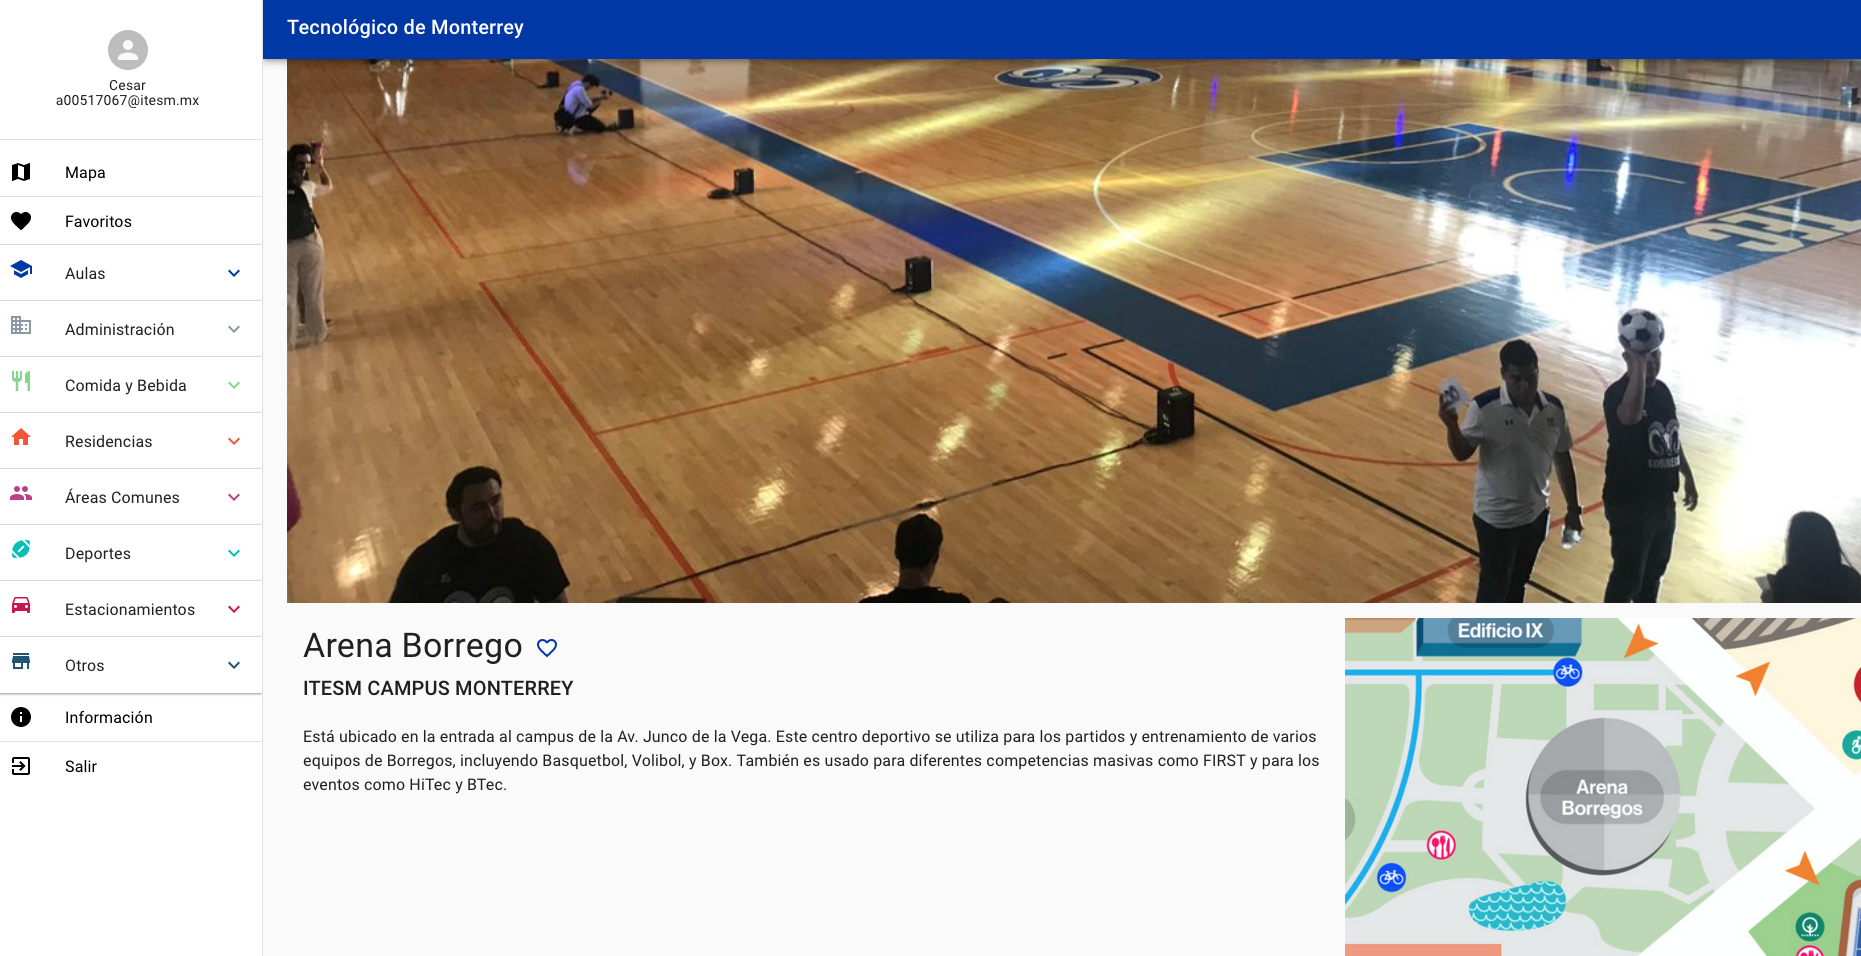 Cesar
a00517067@itesm.mx
Mapa
Favoritos
Aulas
Administración
Comida y Bebida
Residencias
Áreas Comunes
Deportes
Estacionamientos
Otros
Información
Salir
Tecnológico de Monterrey
TEC
Arena Borrego
ITESM CAMPUS MONTERREY
Está ubicado en la entrada al campus de la Av. Junco de la Vega. Este centro deportivo se utiliza para los partidos y entrenamiento de varios
equipos de Borregos, incluyendo Basquetbol, Volibol, y Box. También es usado para diferentes competencias masivas como FIRST y para los
eventos como HiTec y BTec.
Edificio IX
Arena
Borregos